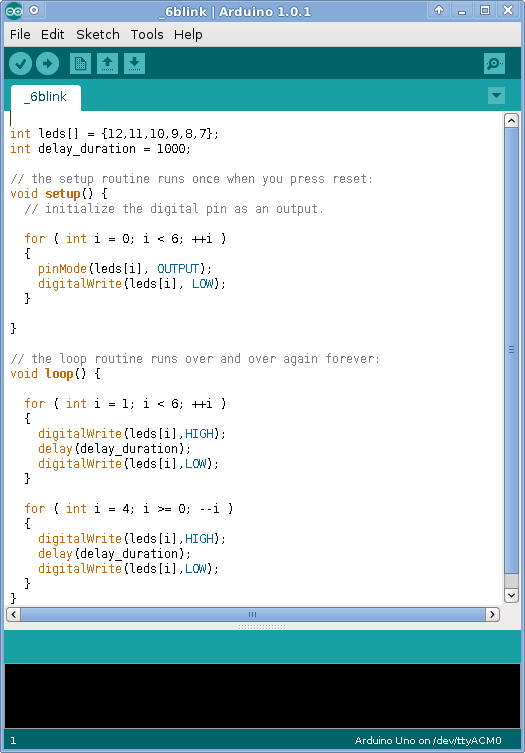 _6blink | Arduino 1.0.1
File Edit Sketch Tools Help
_6blink
int leds[] = {12,11,10,9,8,7};
int delay_duration = 1000;
// the setup routine runs once when you press reset:
void setup() {
// initialize the digital pin as an output.
for ( int i = 0; i < 6; ++i )
{
pinMode(leds[i], OUTPUT);
digitalWrite(leds[i], LOW);
}
}
// the loop routine runs over and over again forever:
void loop() {
for ( int i = 1; i < 6; ++i )
{
digitalWrite(leds[i],HIGH);
delay(delay_duration);
digitalWrite(leds[i],LOW);
}
for ( int i = 4; i >= 0; --i )
{
digitalWrite(leds[i],HIGH);
delay(delay_duration);
digitalWrite(leds[i],LOW);
}
}
1 Arduino Uno on /dev/ttyACM0